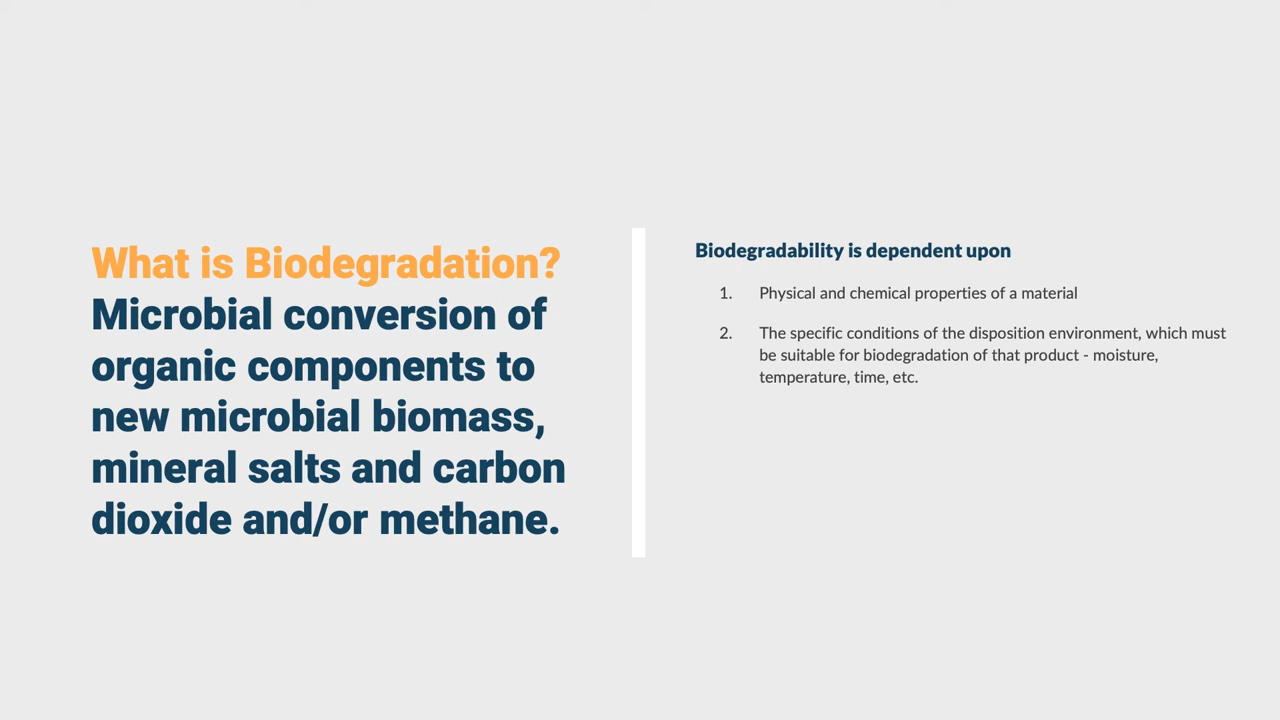 What is Biodegradation?
Microbial conversion of
organic components to
new microbial biomass,
mineral salts and carbon
dioxide and/or methane.
Biodegradability is dependent upon
1. Physical and chemical properties of a material
2. The specific conditions of the disposition environment, which must
be suitable for biodegradation of that product - moisture,
temperature, time, etc.